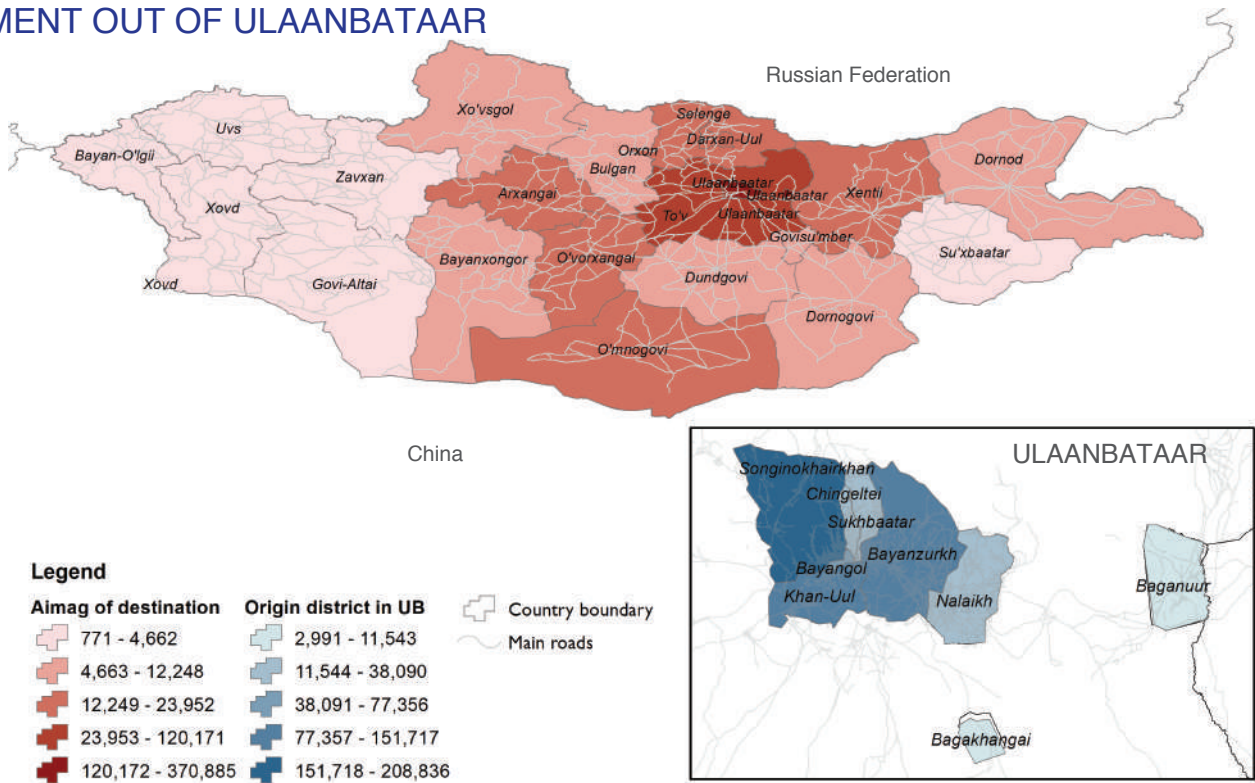 MENT OUT OF ULAANBATAAR
Russian Federation
Xo'vsgol
Selenge
Uvs
Darxan-Uul
Bayan-O'lgii
Orxon
Bulgan
Dornod
Zavxan
Arxangai
Ulaanbaatar
Ulaanbaatar
Xentii
Xovd
To'v
Ulaanbaatar
Govisu'mber
Bayanxongor
O'vorxangai
Su'xbaatar
Xovd
Govi-Altai
Dundgovi
Dornogovi
O'mnogovi
China
ULAANBATAAR
Songinokhairkhan
Chingeltei
Sukhbaatar
Bayanzurkh
Bayangol
Khan-Uul
Nalaikh
Baganuur
Bagakhangai
Legend
Aimag of destination
771 - 4,662
4,663 - 12,248
12,249 - 23,952
23,953 - 120,171
120,172 - 370,885
Origin district in UB
2,991 - 11,543
11,544 - 38,090
38,091 - 77,356
77,357 - 151,717
151,718 - 208,836
Country boundary
Main roads